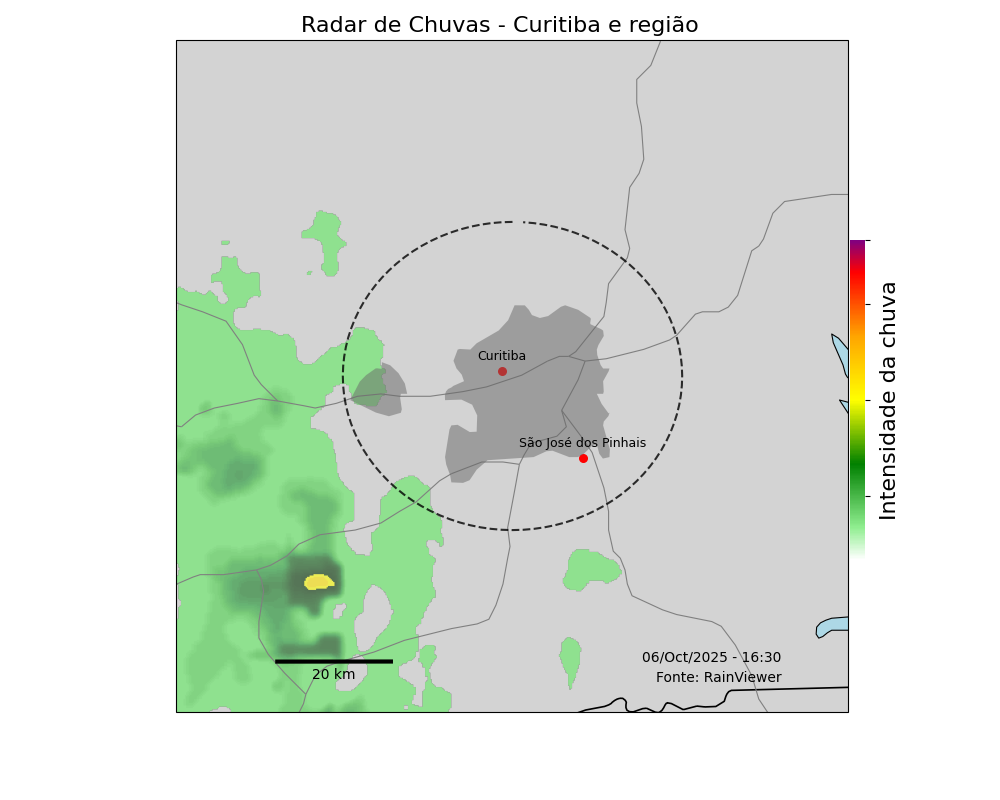 Radar de Chuvas - Curitiba e região
Curitiba
São José dos Pinhais
Intensidade da chuva
06/Oct/2025 - 16:30
Fonte: RainViewer
20 km